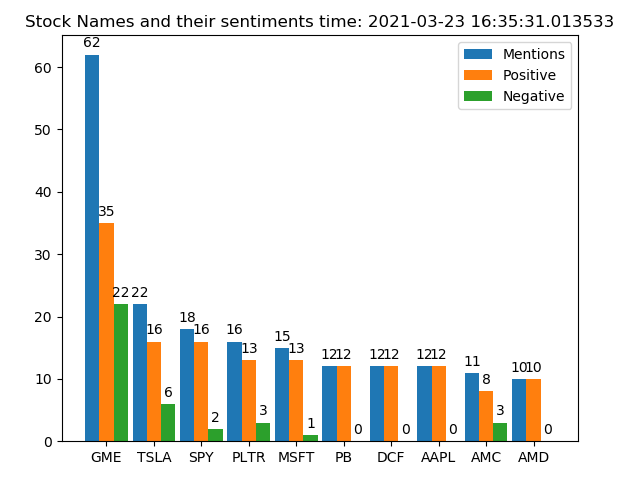 Stock Names and their sentiments time: 2021-03-23 16:35:31.013533
Mentions
Positive
Negative
60
50
40
30
20
10
0
62 35 22
22 16 6
18 16 2
16 13 3
15 13 1
12 12 0
12 12 0
12 12 0
11 8 3
10 10 0
GME TSLA SPY PLTR MSFT PB DCF AAPL AMC AMD